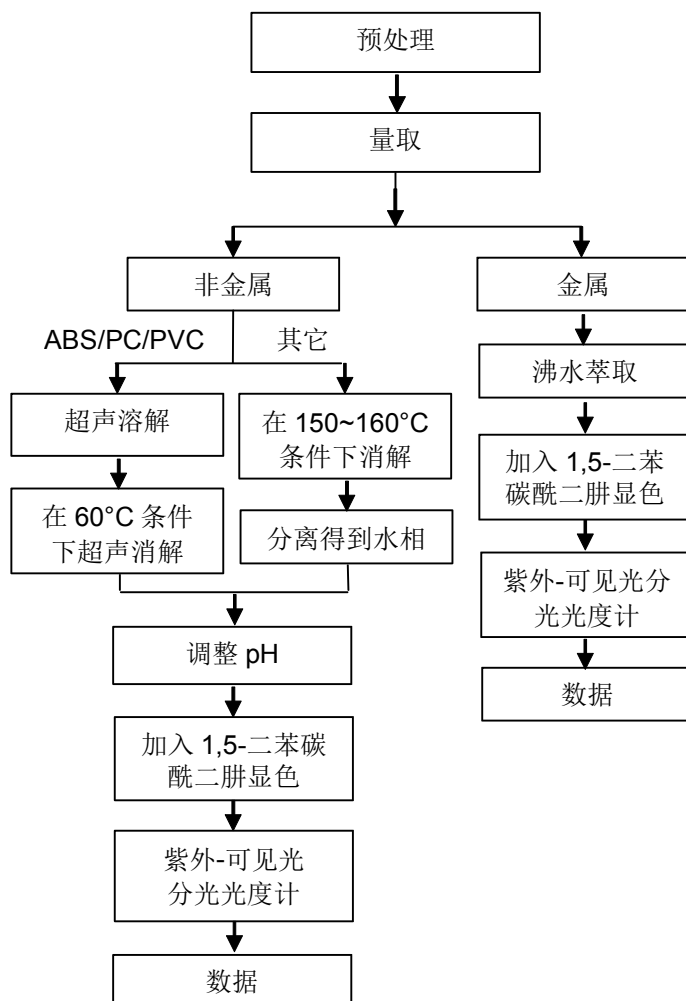 预处理
量取
非金属
金属
ABS/PC/PVC
其它
沸水萃取
超声溶解
在 150~160°C
条件下消解
加入 1,5-二苯
碳酰二肼显色
在 60°C 条件
下超声消解
分离得到水相
紫外-可见光分
光光度计
调整 pH
数据
加入 1,5-二苯碳
酰二肼显色
紫外-可见光
分光光度计
数据